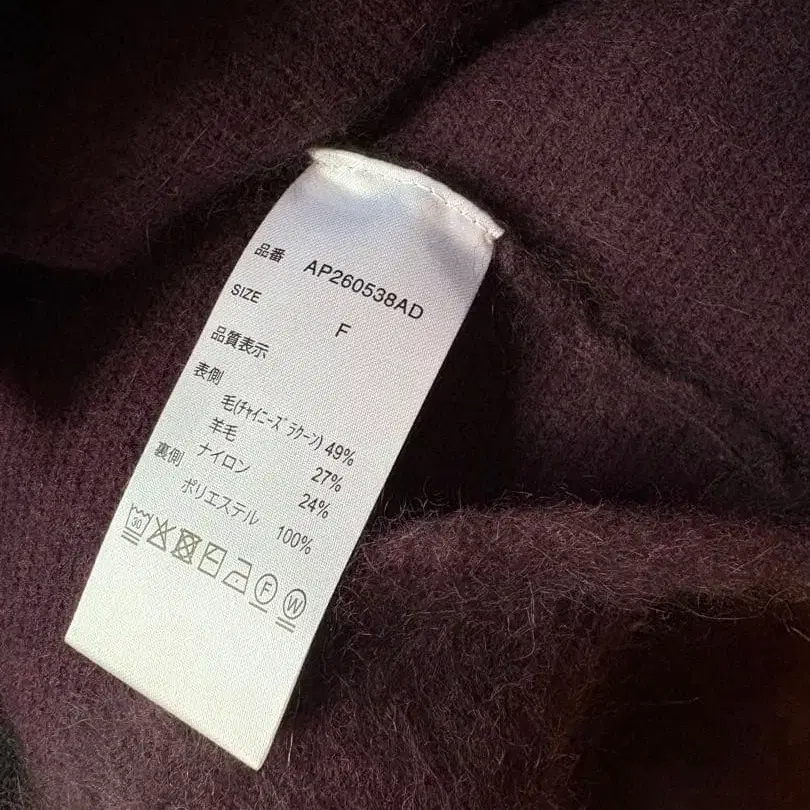 品番 AP260538AD
SIZE F
品質表示
表側
毛(ﾁｬｲﾆｰｽﾞﾗｸｰﾝ) 49%
羊毛 27%
ナイロン 24%
裏側
ポリエステル 100%
30
F W